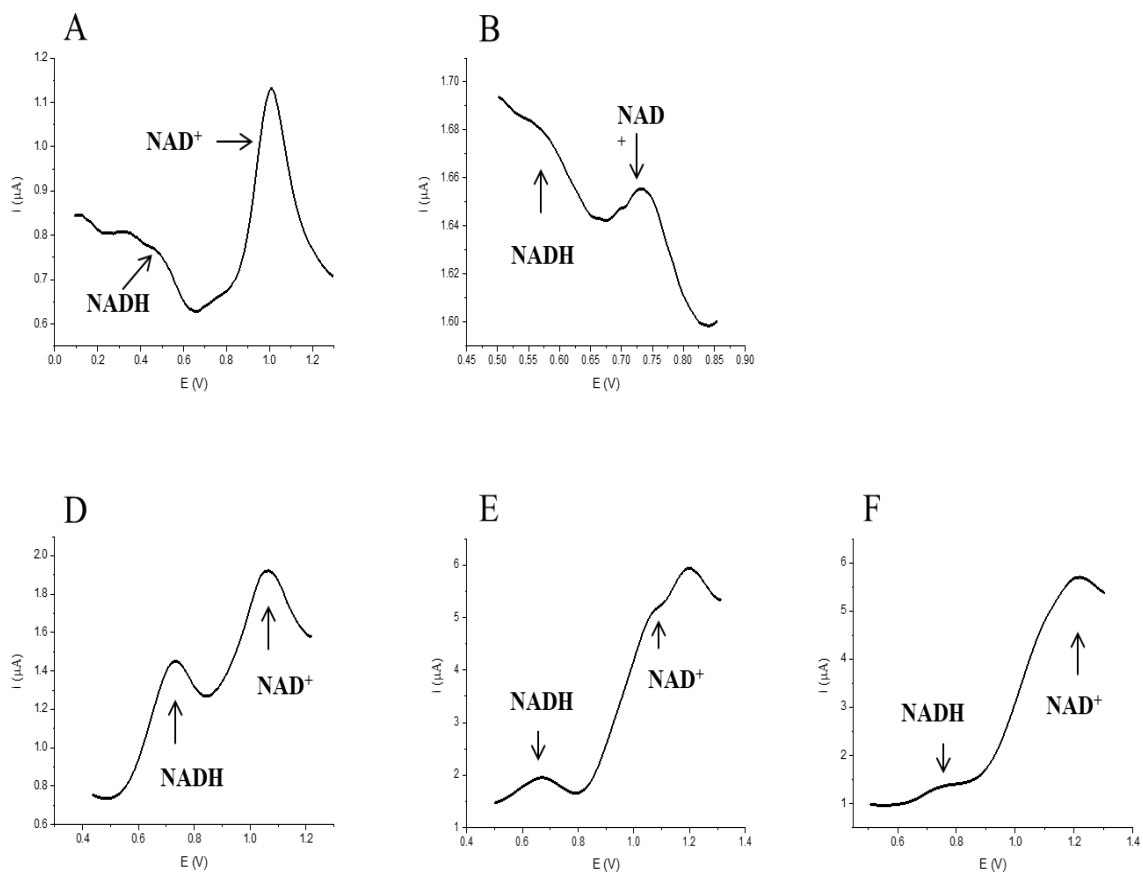 A
1.2
1.1
1.0
0.9
0.8
0.7
0.6
I (μA)
NAD+
NADH
0.0 0.2 0.4 0.6 0.8 1.0 1.2
E (V)
B
1.70
1.68
1.66
1.64
1.62
1.60
I (μA)
NAD
+
NADH
0.45 0.50 0.55 0.60 0.65 0.70 0.75 0.80 0.85 0.90
E (V)
D
2.0
1.8
1.6
1.4
1.2
1.0
0.8
0.6
I (μA)
NAD+
NADH
0.4 0.6 0.8 1.0 1.2
E (V)
E
6
5
4
3
2
1
I (μA)
NADH
NAD+
0.4 0.6 0.8 1.0 1.2 1.4
E (V)
F
6
5
4
3
2
1
I (μA)
NADH
NAD+
0.6 0.8 1.0 1.2 1.4
E (V)